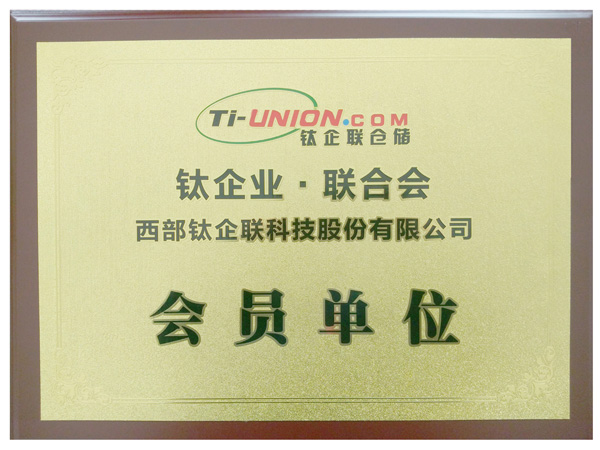 Ti-UNION.COM
钛企联仓储
钛企业·联合会
西部钛企联科技股份有限公司
会员单位